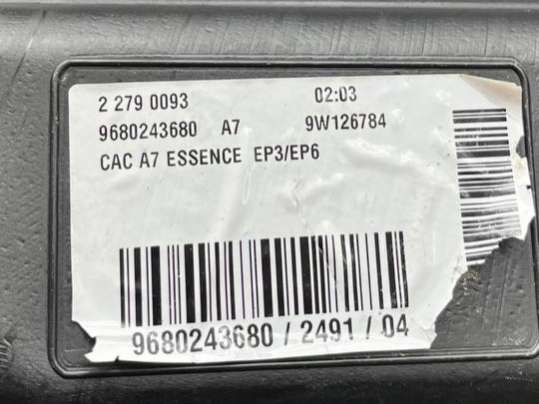 2 279 0093 02:03
9680243680 A7 9W126784
CAC A7 ESSENCE EP3/EP6
9680243680 / 2491 / 04